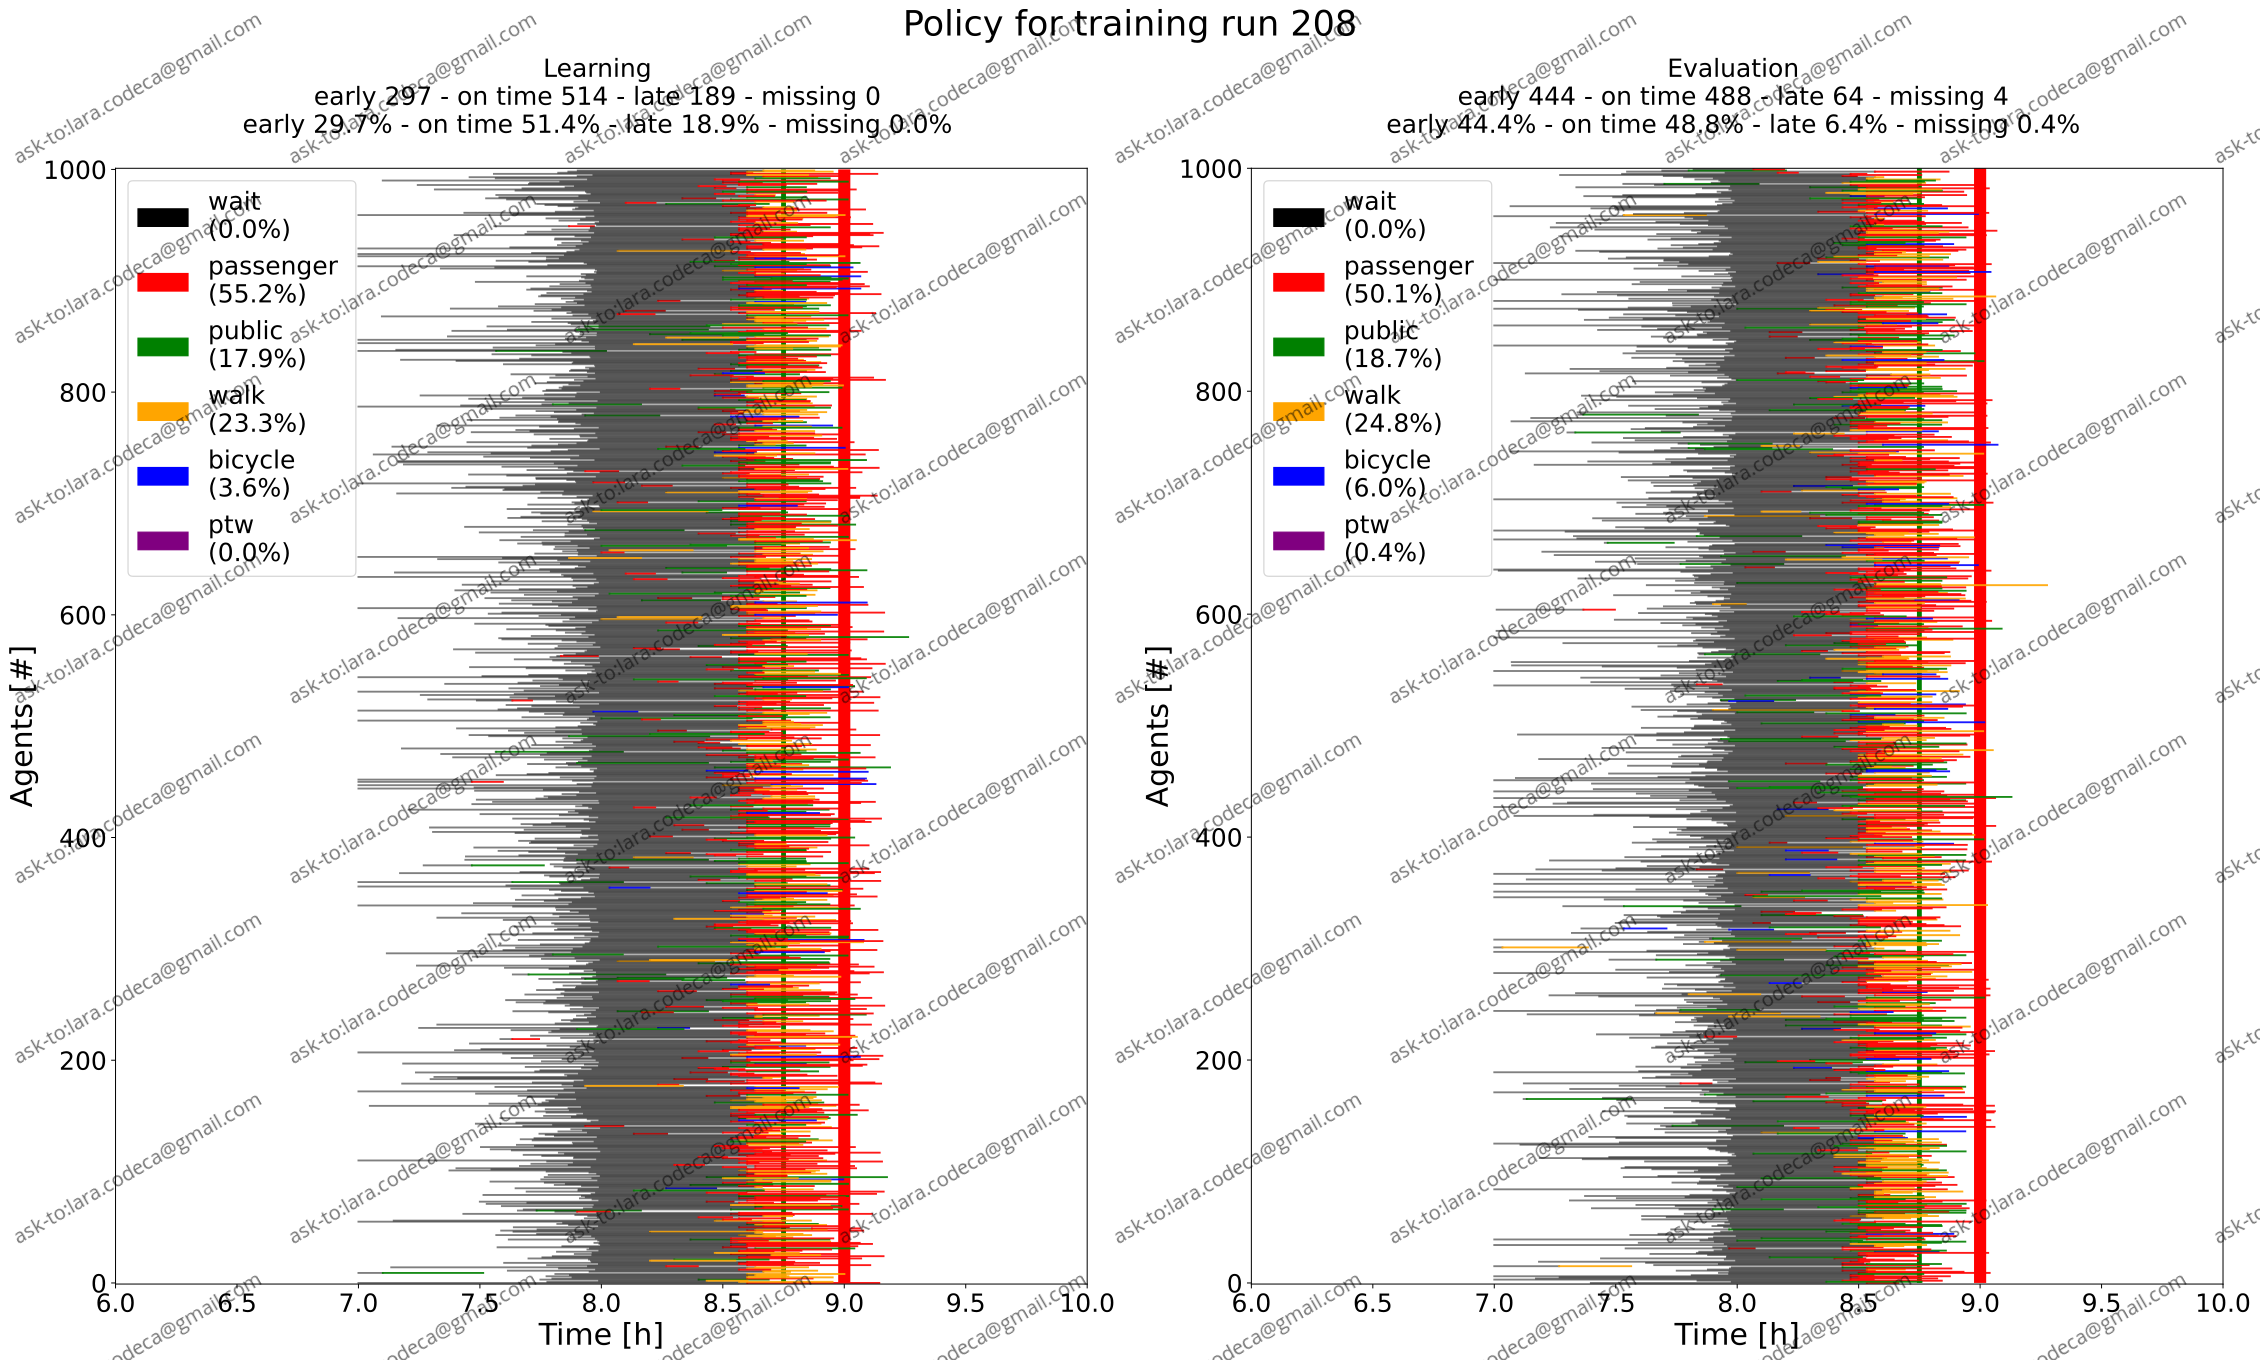 Policy for training run 208
Learning
early 297 - on time 514 - late 189 - missing 0
early 29.7% - on time 51.4% - late 18.9% - missing 0.0%
1000
800
600
400
200
0
Agents [#]
wait
(0.0%)
passenger
(55.2%)
public
(17.9%)
walk
(23.3%)
bicycle
(3.6%)
ptw
(0.0%)
6.0 6.5 7.0 7.5 8.0 8.5 9.0 9.5 10.0
Time [h]
Evaluation
early 444 - on time 488 - late 64 - missing 4
early 44.4% - on time 48.8% - late 6.4% - missing 0.4%
1000
800
600
400
200
0
Agents [#]
wait
(0.0%)
passenger
(50.1%)
public
(18.7%)
walk
(24.8%)
bicycle
(6.0%)
ptw
(0.4%)
6.0 6.5 7.0 7.5 8.0 8.5 9.0 9.5 10.0
Time [h]
ask-to:lara.codeca@gmail.com